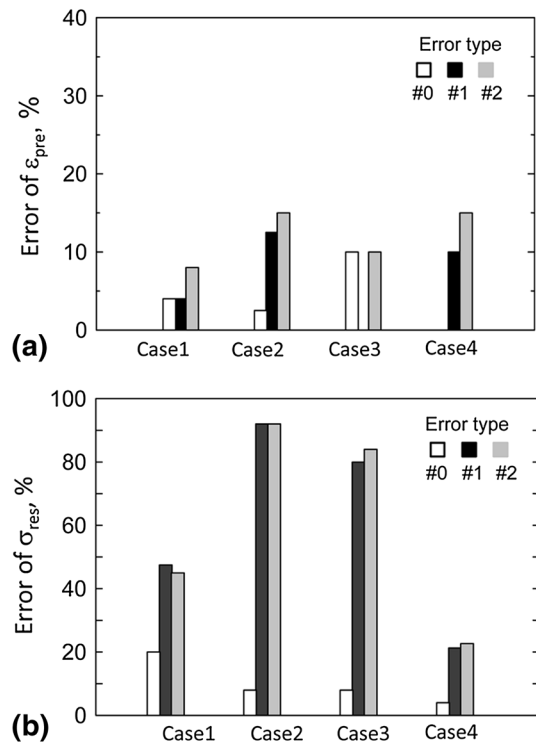 (a)
Error of εpre, %
40
30
20
10
0
Error type
#0 #1 #2
Case1 Case2 Case3 Case4
(b)
Error of σres, %
100
80
60
40
20
0
Error type
#0 #1 #2
Case1 Case2 Case3 Case4